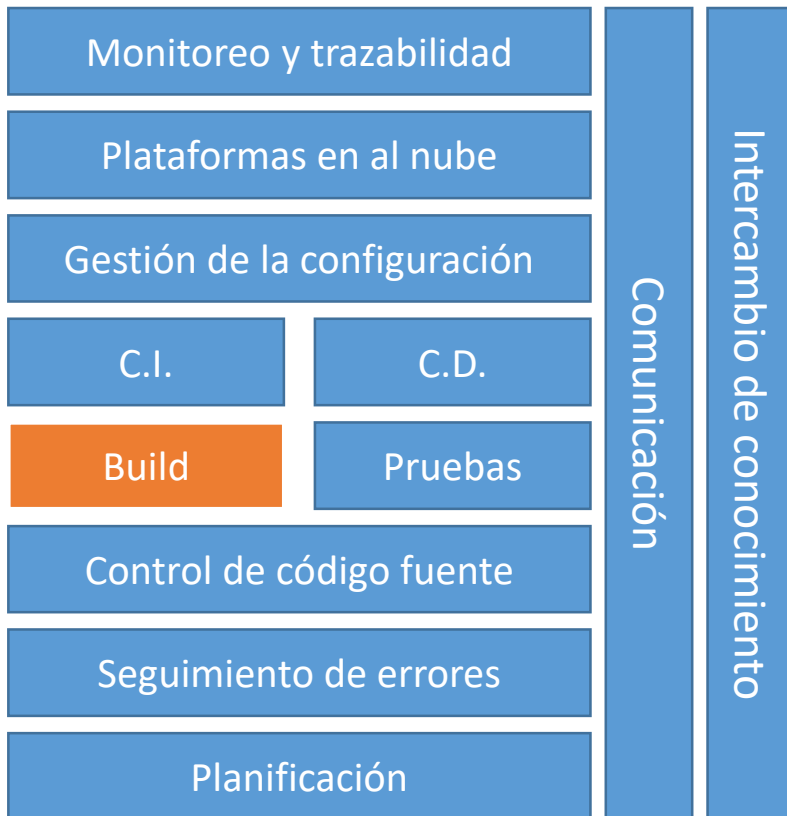 Monitoreo y trazabilidad
Plataformas en al nube
Gestión de la configuración
C.I.
C.D.
Build
Pruebas
Control de código fuente
Seguimiento de errores
Planificación
Comunicación
Intercambio de conocimiento